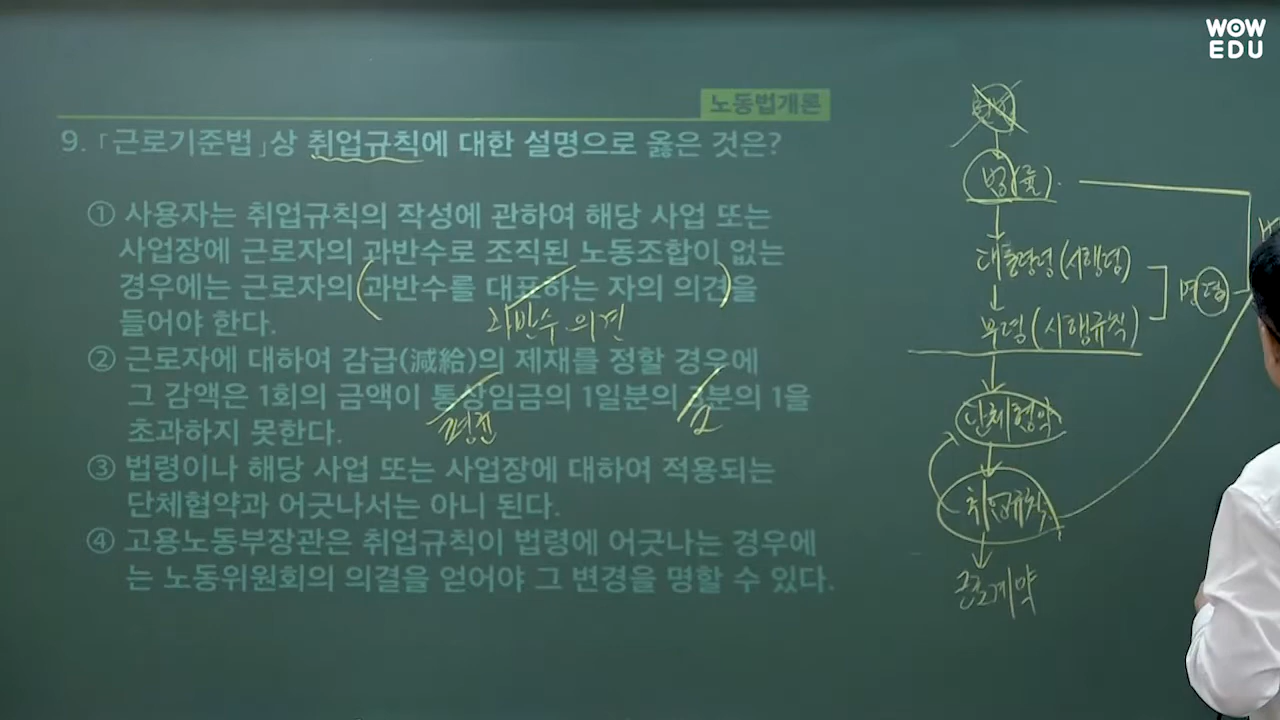 WOW
EDU
노동법개론
9. ｢근로기준법｣상 취업규칙에 대한 설명으로 옳은 것은?
① 사용자는 취업규칙의 작성에 관하여 해당 사업 또는
사업장에 근로자의 과반수로 조직된 노동조합이 없는
경우에는 근로자의 과반수를 대표하는 자의 의견을
과반수 의견
들어야 한다.
② 근로자에 대하여 감급(減給)의 제재를 정할 경우에
그 감액은 1회의 금액이 통상임금의 1일분의 분의 1을
초과하지 못한다.
평균
③ 법령이나 해당 사업 또는 사업장에 대하여 적용되는
단체협약과 어긋나서는 아니 된다.
④ 고용노동부장관은 취업규칙이 법령에 어긋나는 경우에
는 노동위원회의 의결을 얻어야 그 변경을 명할 수 있다.
대통령령(시행령)
부령(시행규칙)
단체협약
취업규칙
근로계약